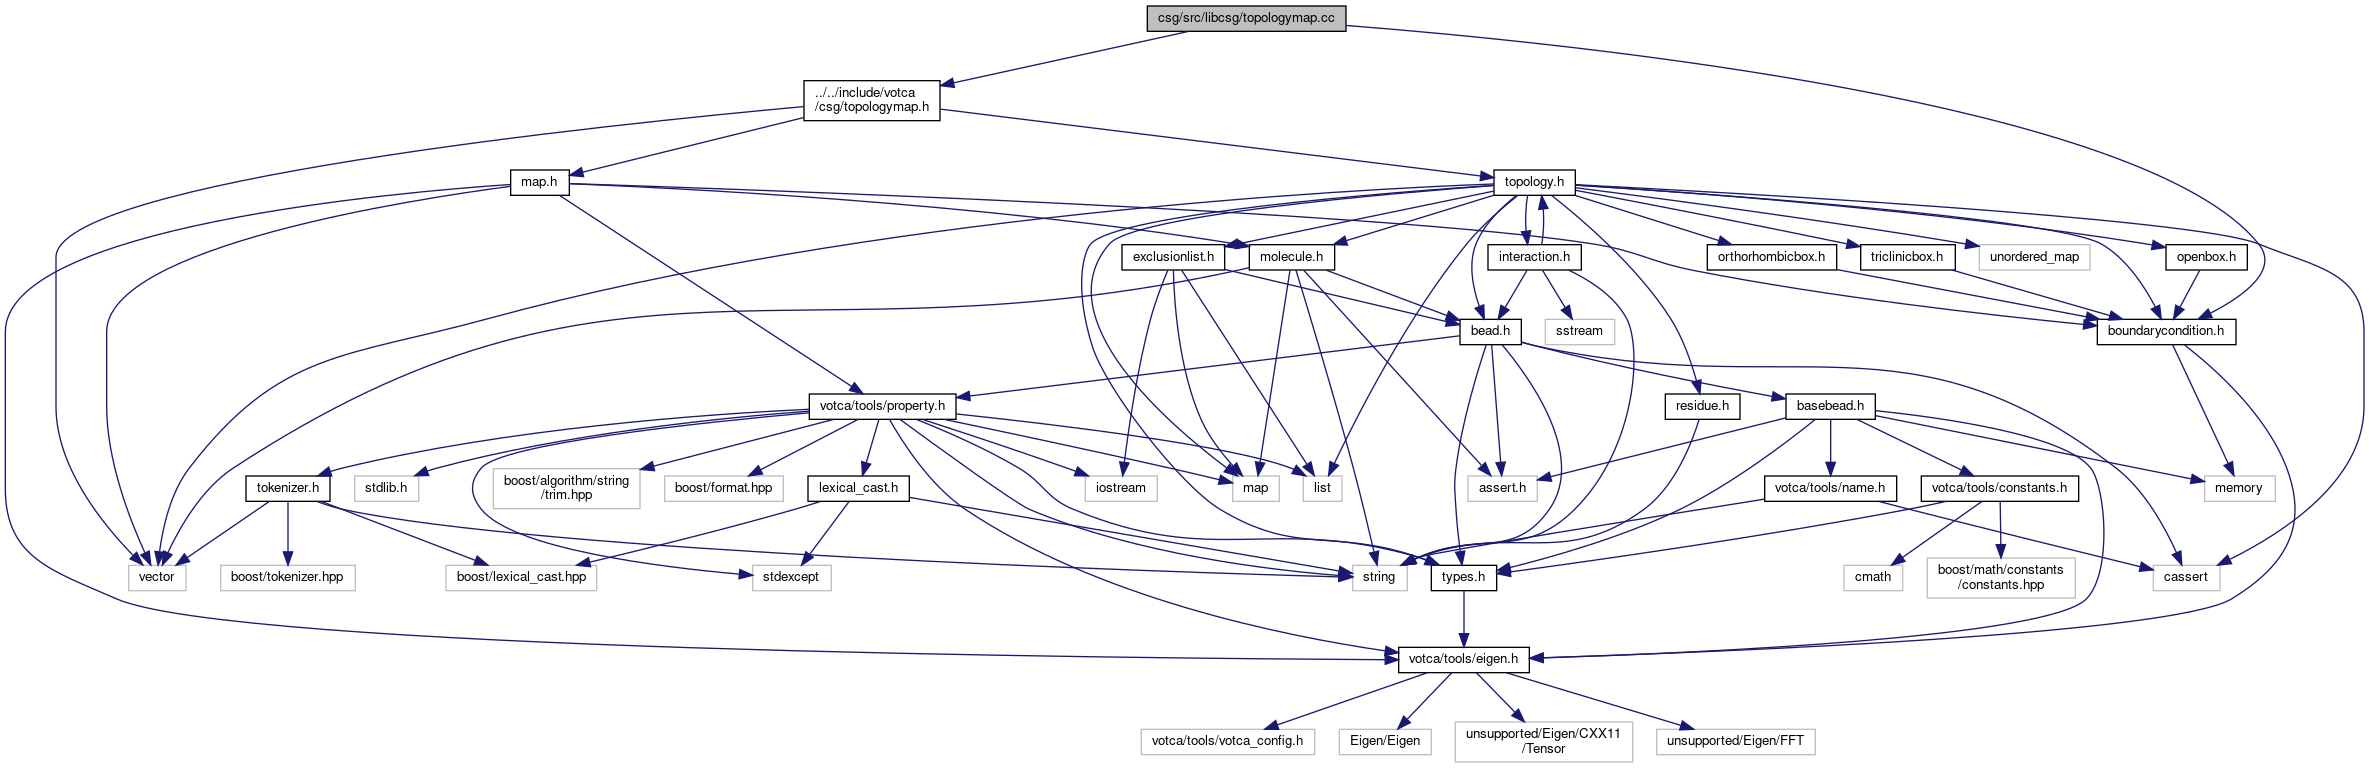 csg/src/libcsg/topologymap.cc
../../include/votca
/csg/topologymap.h
map.h
topology.h
exclusionlist.h
molecule.h
interaction.h
orthorhombicbox.h
triclinicbox.h
unordered_map
openbox.h
bead.h
sstream
boundarycondition.h
votca/tools/property.h
residue.h
basebead.h
tokenizer.h
stdlib.h
boost/algorithm/string
/trim.hpp
boost/format.hpp
lexical_cast.h
iostream
map
list
assert.h
votca/tools/name.h
votca/tools/constants.h
memory
vector
boost/tokenizer.hpp
boost/lexical_cast.hpp
stdexcept
string
types.h
cmath
boost/math/constants
/constants.hpp
cassert
votca/tools/eigen.h
votca/tools/votca_config.h
Eigen/Eigen
unsupported/Eigen/CXX11
/Tensor
unsupported/Eigen/FFT